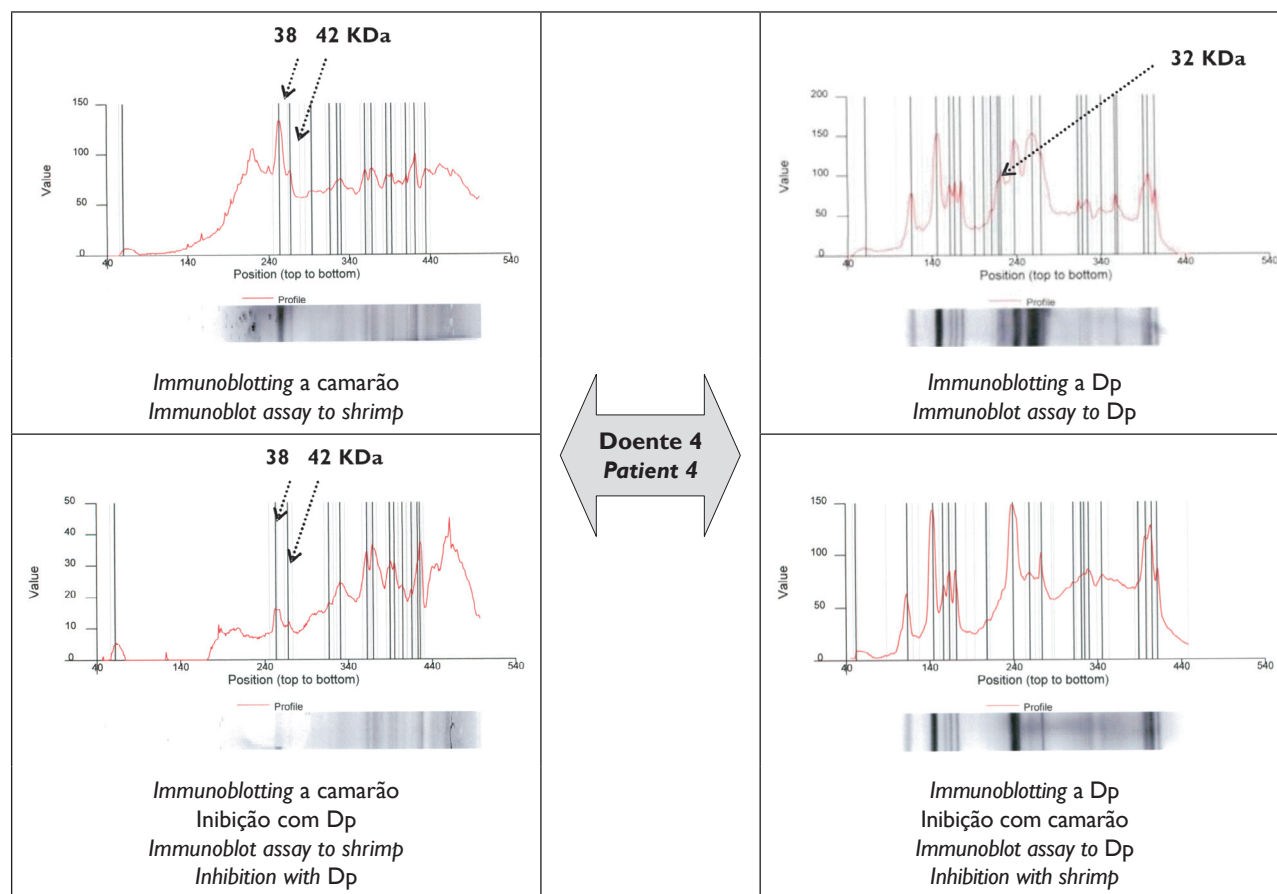 38 42 KDa
150
100
50
0
Value
40 140 240 340 440 540
Position (top to bottom)
Profile
Immunoblotting a camarão
Immunoblot assay to shrimp
32 KDa
200
150
100
50
0
Value
40 140 240 340 440 540
Position (top to bottom)
Profile
Immunoblotting a Dp
Immunoblot assay to Dp
Doente 4
Patient 4
38 42 KDa
50
40
30
20
10
0
Value
40 140 240 340 440 540
Position (top to bottom)
Profile
Immunoblotting a camarão
Inibição com Dp
Immunoblot assay to shrimp
Inhibition with Dp
150
100
50
0
Value
40 140 240 340 440 540
Position (top to bottom)
Profile
Immunoblotting a Dp
Inibição com camarão
Immunoblot assay to Dp
Inhibition with shrimp